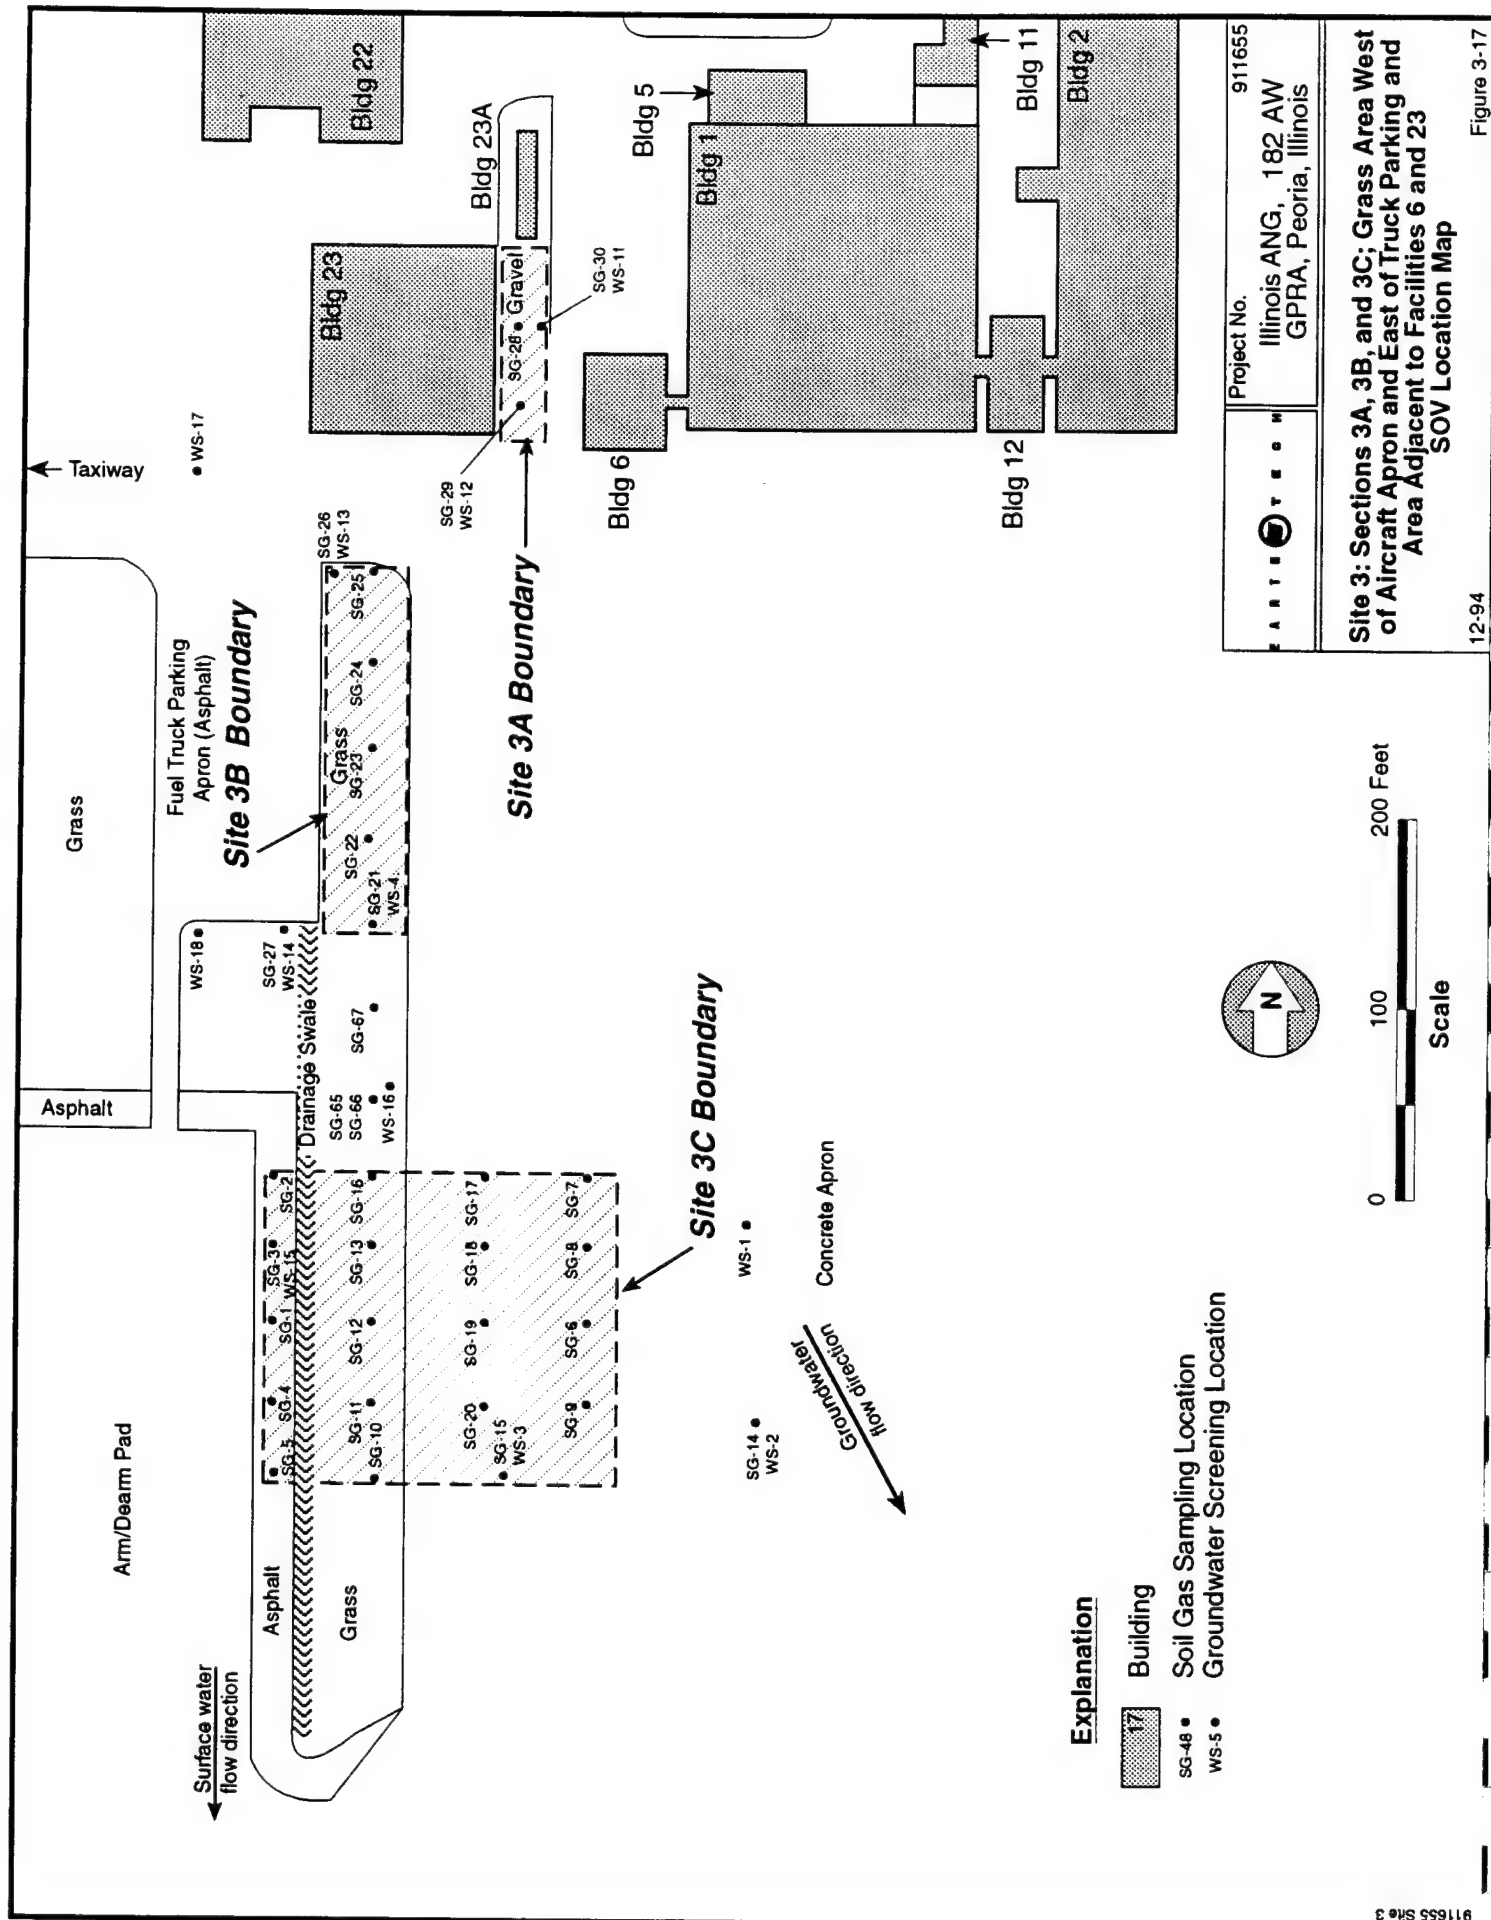 Surface water
flow direction
Arm/Dearm Pad
Asphalt
Grass
Asphalt
Grass
Fuel Truck Parking
Apron (Asphalt)
Taxiway
WS-17
WS-18
SG-27
WS-14
Drainage Swale
Site 3B Boundary
Grass
SG-26
WS-13
SG-25
SG-24
SG-23
SG-22
SG-21
WS-4
SG-67
SG-65
SG-66
WS-16
SG-5
SG-4
SG-1
SG-3
WS-15
SG-2
SG-10
SG-11
SG-12
SG-13
SG-16
SG-15
WS-3
SG-20
SG-19
SG-18
SG-17
SG-9
SG-6
SG-8
SG-7
Site 3C Boundary
SG-14
WS-2
WS-1
Concrete Apron
Groundwater
flow direction
Site 3A Boundary
SG-29
WS-12
SG-28
Gravel
SG-30
WS-11
Bldg 22
Bldg 23
Bldg 23A
Bldg 5
Bldg 1
Bldg 6
Bldg 11
Bldg 2
Bldg 12
N
Explanation
17
Building
SG-48
Soil Gas Sampling Location
WS-5
Groundwater Screening Location
0
100
200 Feet
Scale
EARTH TECH
Project No.
911655
Illinois ANG, 182 AW
GPRA, Peoria, Illinois
Site 3: Sections 3A, 3B, and 3C; Grass Area West
of Aircraft Apron and East of Truck Parking and
Area Adjacent to Facilities 6 and 23
SOV Location Map
12-94
Figure 3-17
911655 Site 3